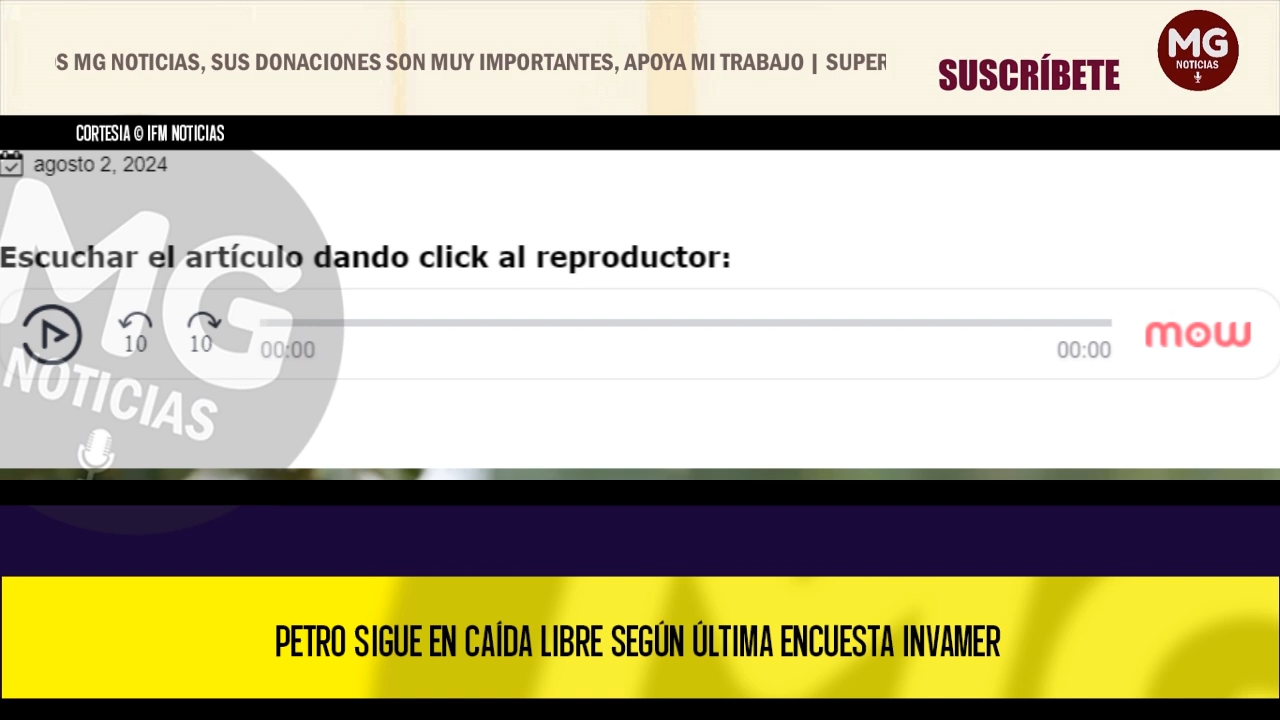 S MG NOTICIAS, SUS DONACIONES SON MUY IMPORTANTES, APOYA MI TRABAJO | SUPER
SUSCRÍBETE
MG
NOTICIAS
CORTESIA © IFM NOTICIAS
agosto 2, 2024
MG
NOTICIAS
Escuchar el artículo dando click al reproductor:
10
10
00:00
00:00
mow
PETRO SIGUE EN CAÍDA LIBRE SEGÚN ÚLTIMA ENCUESTA INVAMER